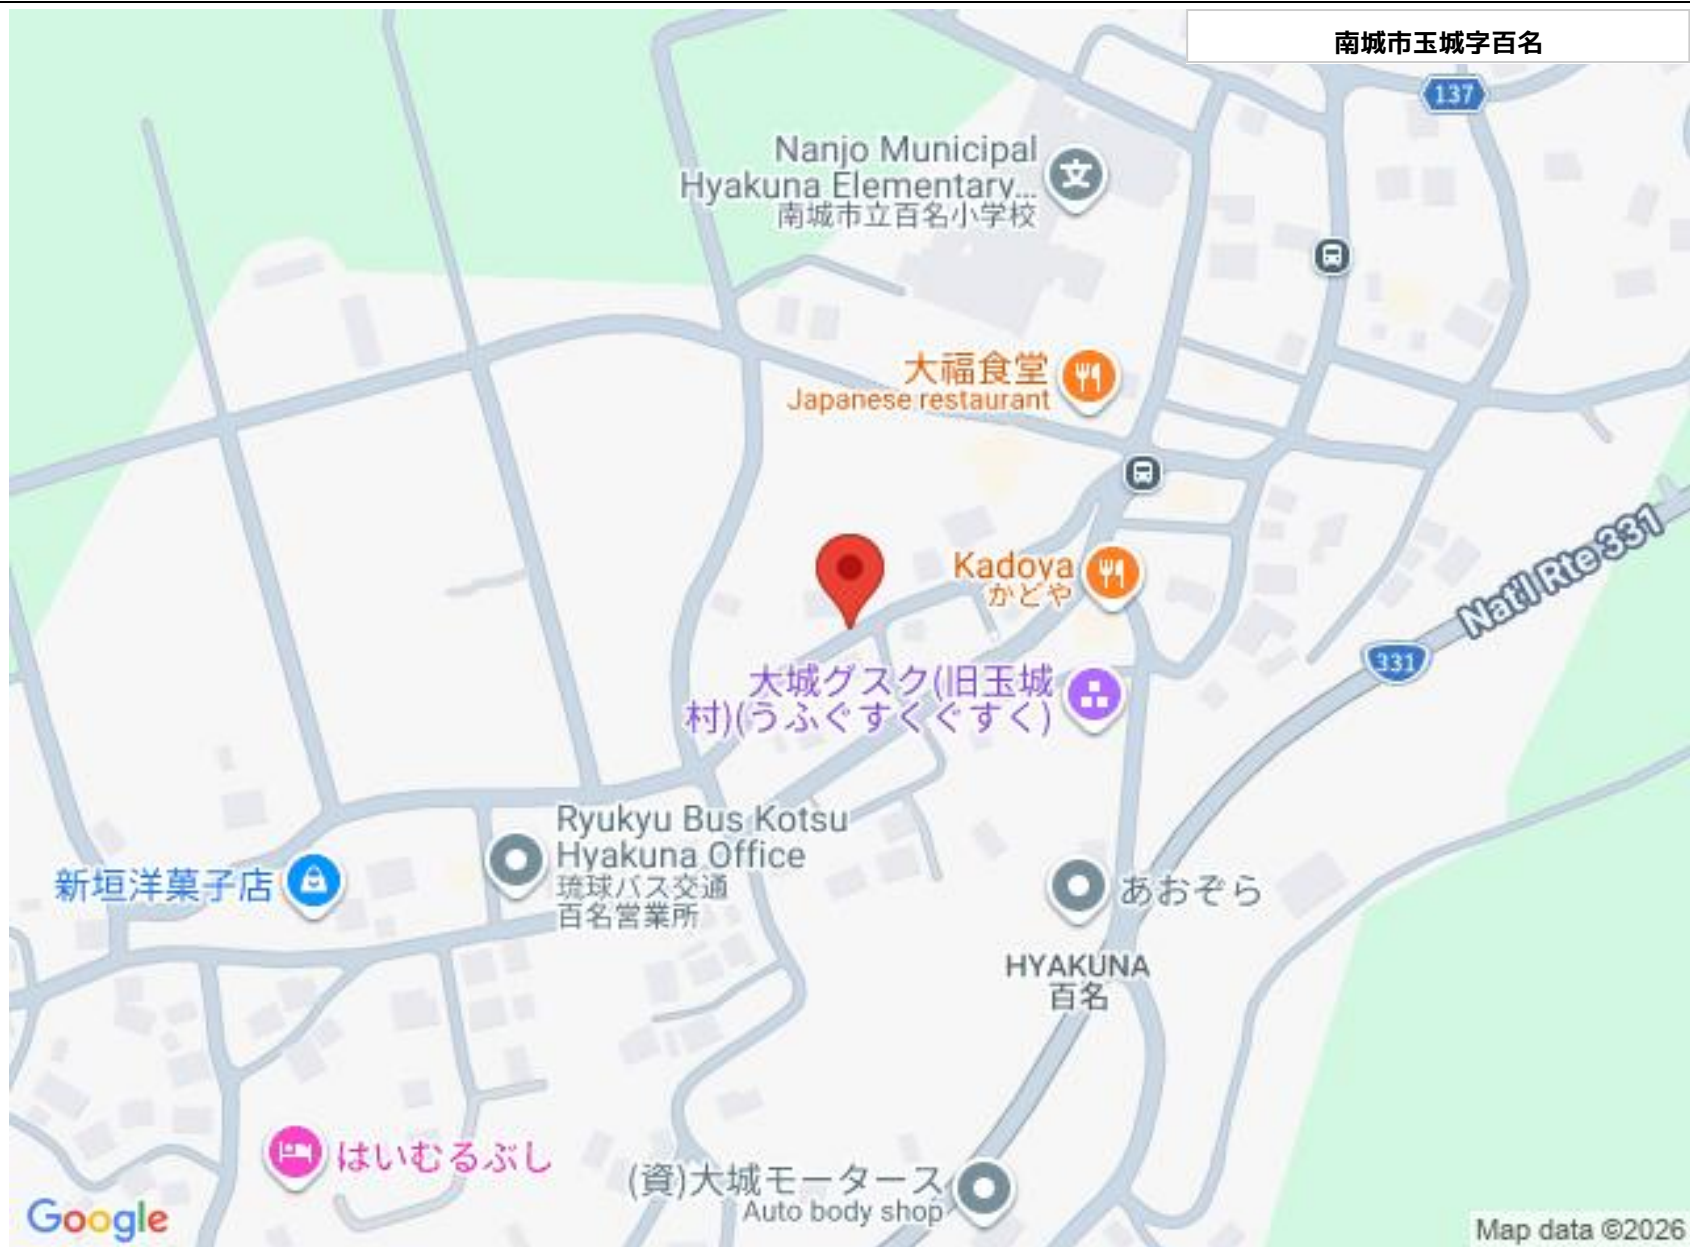 南城市玉城字百名
137
Nanjo Municipal
Hyakuna Elementary...
南城市立百名小学校
大福食堂
Japanese restaurant
Kadoya
かどや
Nat'l Rte 331
331
大城グスク(旧玉城
村)(うふぐすくぐすく)
Ryukyu Bus Kotsu
Hyakuna Office
琉球バス交通
百名営業所
新垣洋菓子店
あおぞら
HYAKUNA
百名
はいむるぶし
(資)大城モータース
Auto body shop
Google
Map data ©2026